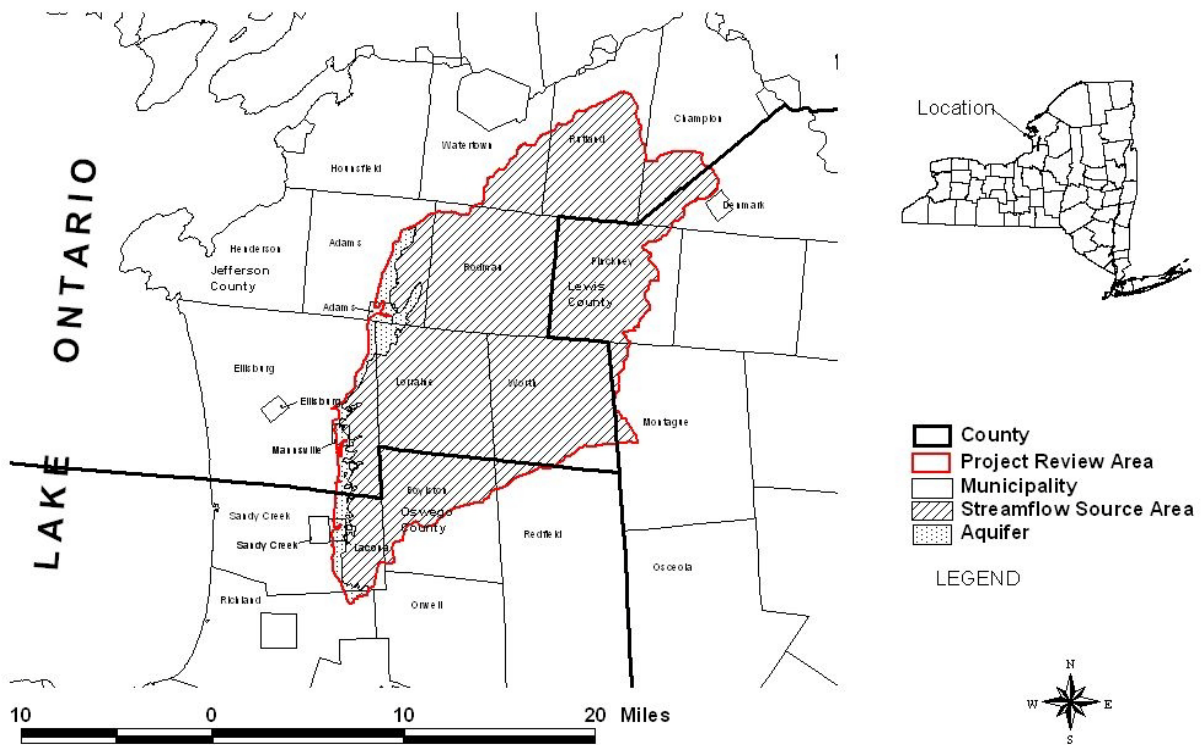 LAKE ONTARIO
Location
Champion
Rutland
Watertown
Hounsfield
Denmark
Henderson
Adams
Jefferson
County
Rodman
Pinckney
Lewis
County
Adams
Ellisburg
Lorraine
Worth
Ellisburg
Montague
Mannsville
Boylston
Oswego
County
Sandy Creek
Redfield
Sandy Creek
Lacona
Osceola
Richland
Orwell
County
Project Review Area
Municipality
Streamflow Source Area
Aquifer
LEGEND
N
W E
S
10 0 10 20 Miles